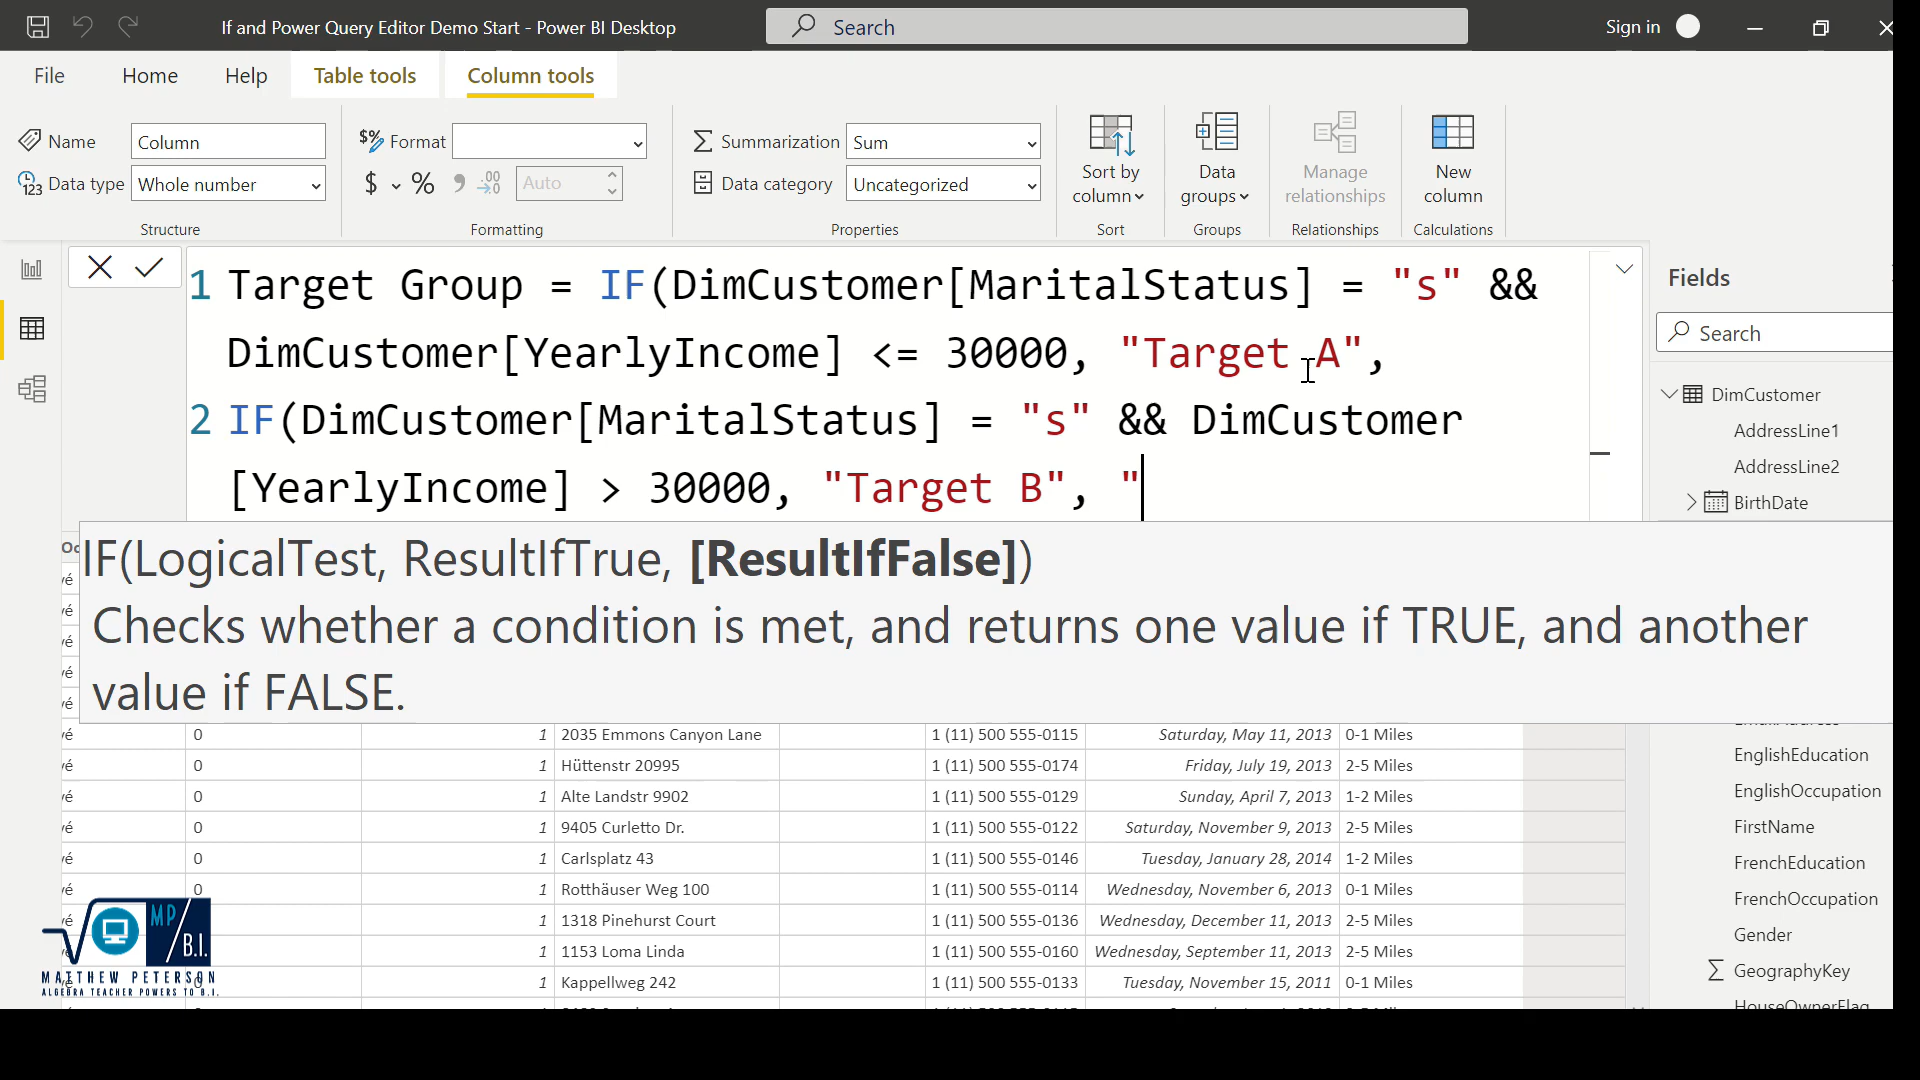 If and Power Query Editor Demo Start - Power BI Desktop
Search
Sign in
File Home Help Table tools Column tools
Name Column
Data type Whole number
Structure
$% Format
$ % Auto
Formatting
Summarization Sum
Data category Uncategorized
Properties
Sort by column
Sort
Data groups
Groups
Manage relationships
Relationships
New column
Calculations
1 Target Group = IF(DimCustomer[MaritalStatus] = "s" &&
DimCustomer[YearlyIncome] <= 30000, "Target A",
2 IF(DimCustomer[MaritalStatus] = "s" && DimCustomer
[YearlyIncome] > 30000, "Target B", "
IF(LogicalTest, ResultIfTrue, [ResultIfFalse])
Checks whether a condition is met, and returns one value if TRUE, and another
value if FALSE.
vé 0 1 2035 Emmons Canyon Lane 1 (11) 500 555-0115 Saturday, May 11, 2013 0-1 Miles
vé 0 1 Hüttenstr 20995 1 (11) 500 555-0174 Friday, July 19, 2013 2-5 Miles
vé 0 1 Alte Landstr 9902 1 (11) 500 555-0129 Sunday, April 7, 2013 1-2 Miles
vé 0 1 9405 Curletto Dr. 1 (11) 500 555-0122 Saturday, November 9, 2013 2-5 Miles
vé 0 1 Carlsplatz 43 1 (11) 500 555-0146 Tuesday, January 28, 2014 1-2 Miles
vé 0 1 Rotthäuser Weg 100 1 (11) 500 555-0114 Wednesday, November 6, 2013 0-1 Miles
vé 1 1318 Pinehurst Court 1 (11) 500 555-0136 Wednesday, December 11, 2013 2-5 Miles
1 1153 Loma Linda 1 (11) 500 555-0160 Wednesday, September 11, 2013 2-5 Miles
1 Kappellweg 242 1 (11) 500 555-0133 Tuesday, November 15, 2011 0-1 Miles
Fields
Search
DimCustomer
AddressLine1
AddressLine2
BirthDate
EnglishEducation
EnglishOccupation
FirstName
FrenchEducation
FrenchOccupation
Gender
GeographyKey
HouseOwnerFlag
MP/B.I.
MATTHEW PETERSON
ALGEBRA TEACHER POWERS TO B.I.